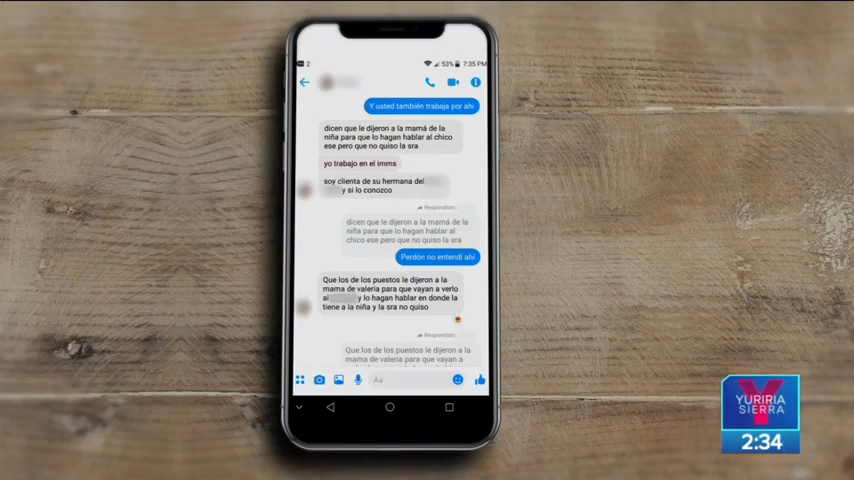 2
53%
7:35 PM
Y usted también trabaja por ahi
dicen que le dijeron a la mamá de la
niña para que lo hagan hablar al chico
ese pero que no quiso la sra
yo trabajo en el imms
soy clienta de su hermana del
y si lo conozco
Respondiste
dicen que le dijeron a la mamá de la
niña para que lo hagan hablar al
chico ese pero que no quiso la sra
Perdón no entendí ahi
Que los de los puestos le dijeron a la
mama de valeria para que vayan a verlo
al
y lo hagan hablar en donde la
tiene a la niña y la sra no quiso
Respondiste
Que los de los puestos le dijeron a la
mama de valeria para que vayan a
Aa
YURIRIA
SIERRA
2:34